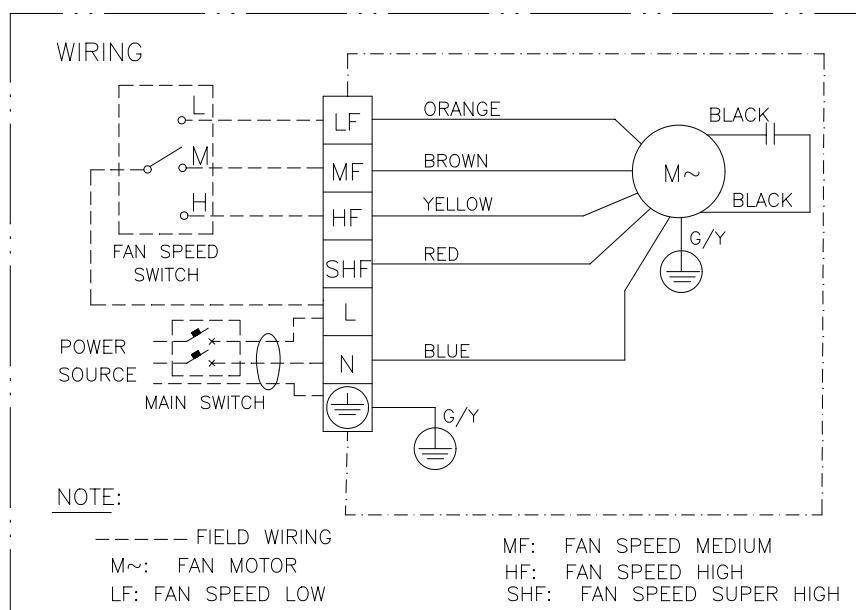 WIRING
L
M
H
FAN SPEED
SWITCH
POWER
SOURCE
MAIN SWITCH
LF
MF
HF
SHF
L
N
ORANGE
BROWN
YELLOW
RED
BLUE
M~
BLACK
BLACK
G/Y
G/Y
NOTE:
FIELD WIRING
M~: FAN MOTOR
LF: FAN SPEED LOW
MF: FAN SPEED MEDIUM
HF: FAN SPEED HIGH
SHF: FAN SPEED SUPER HIGH